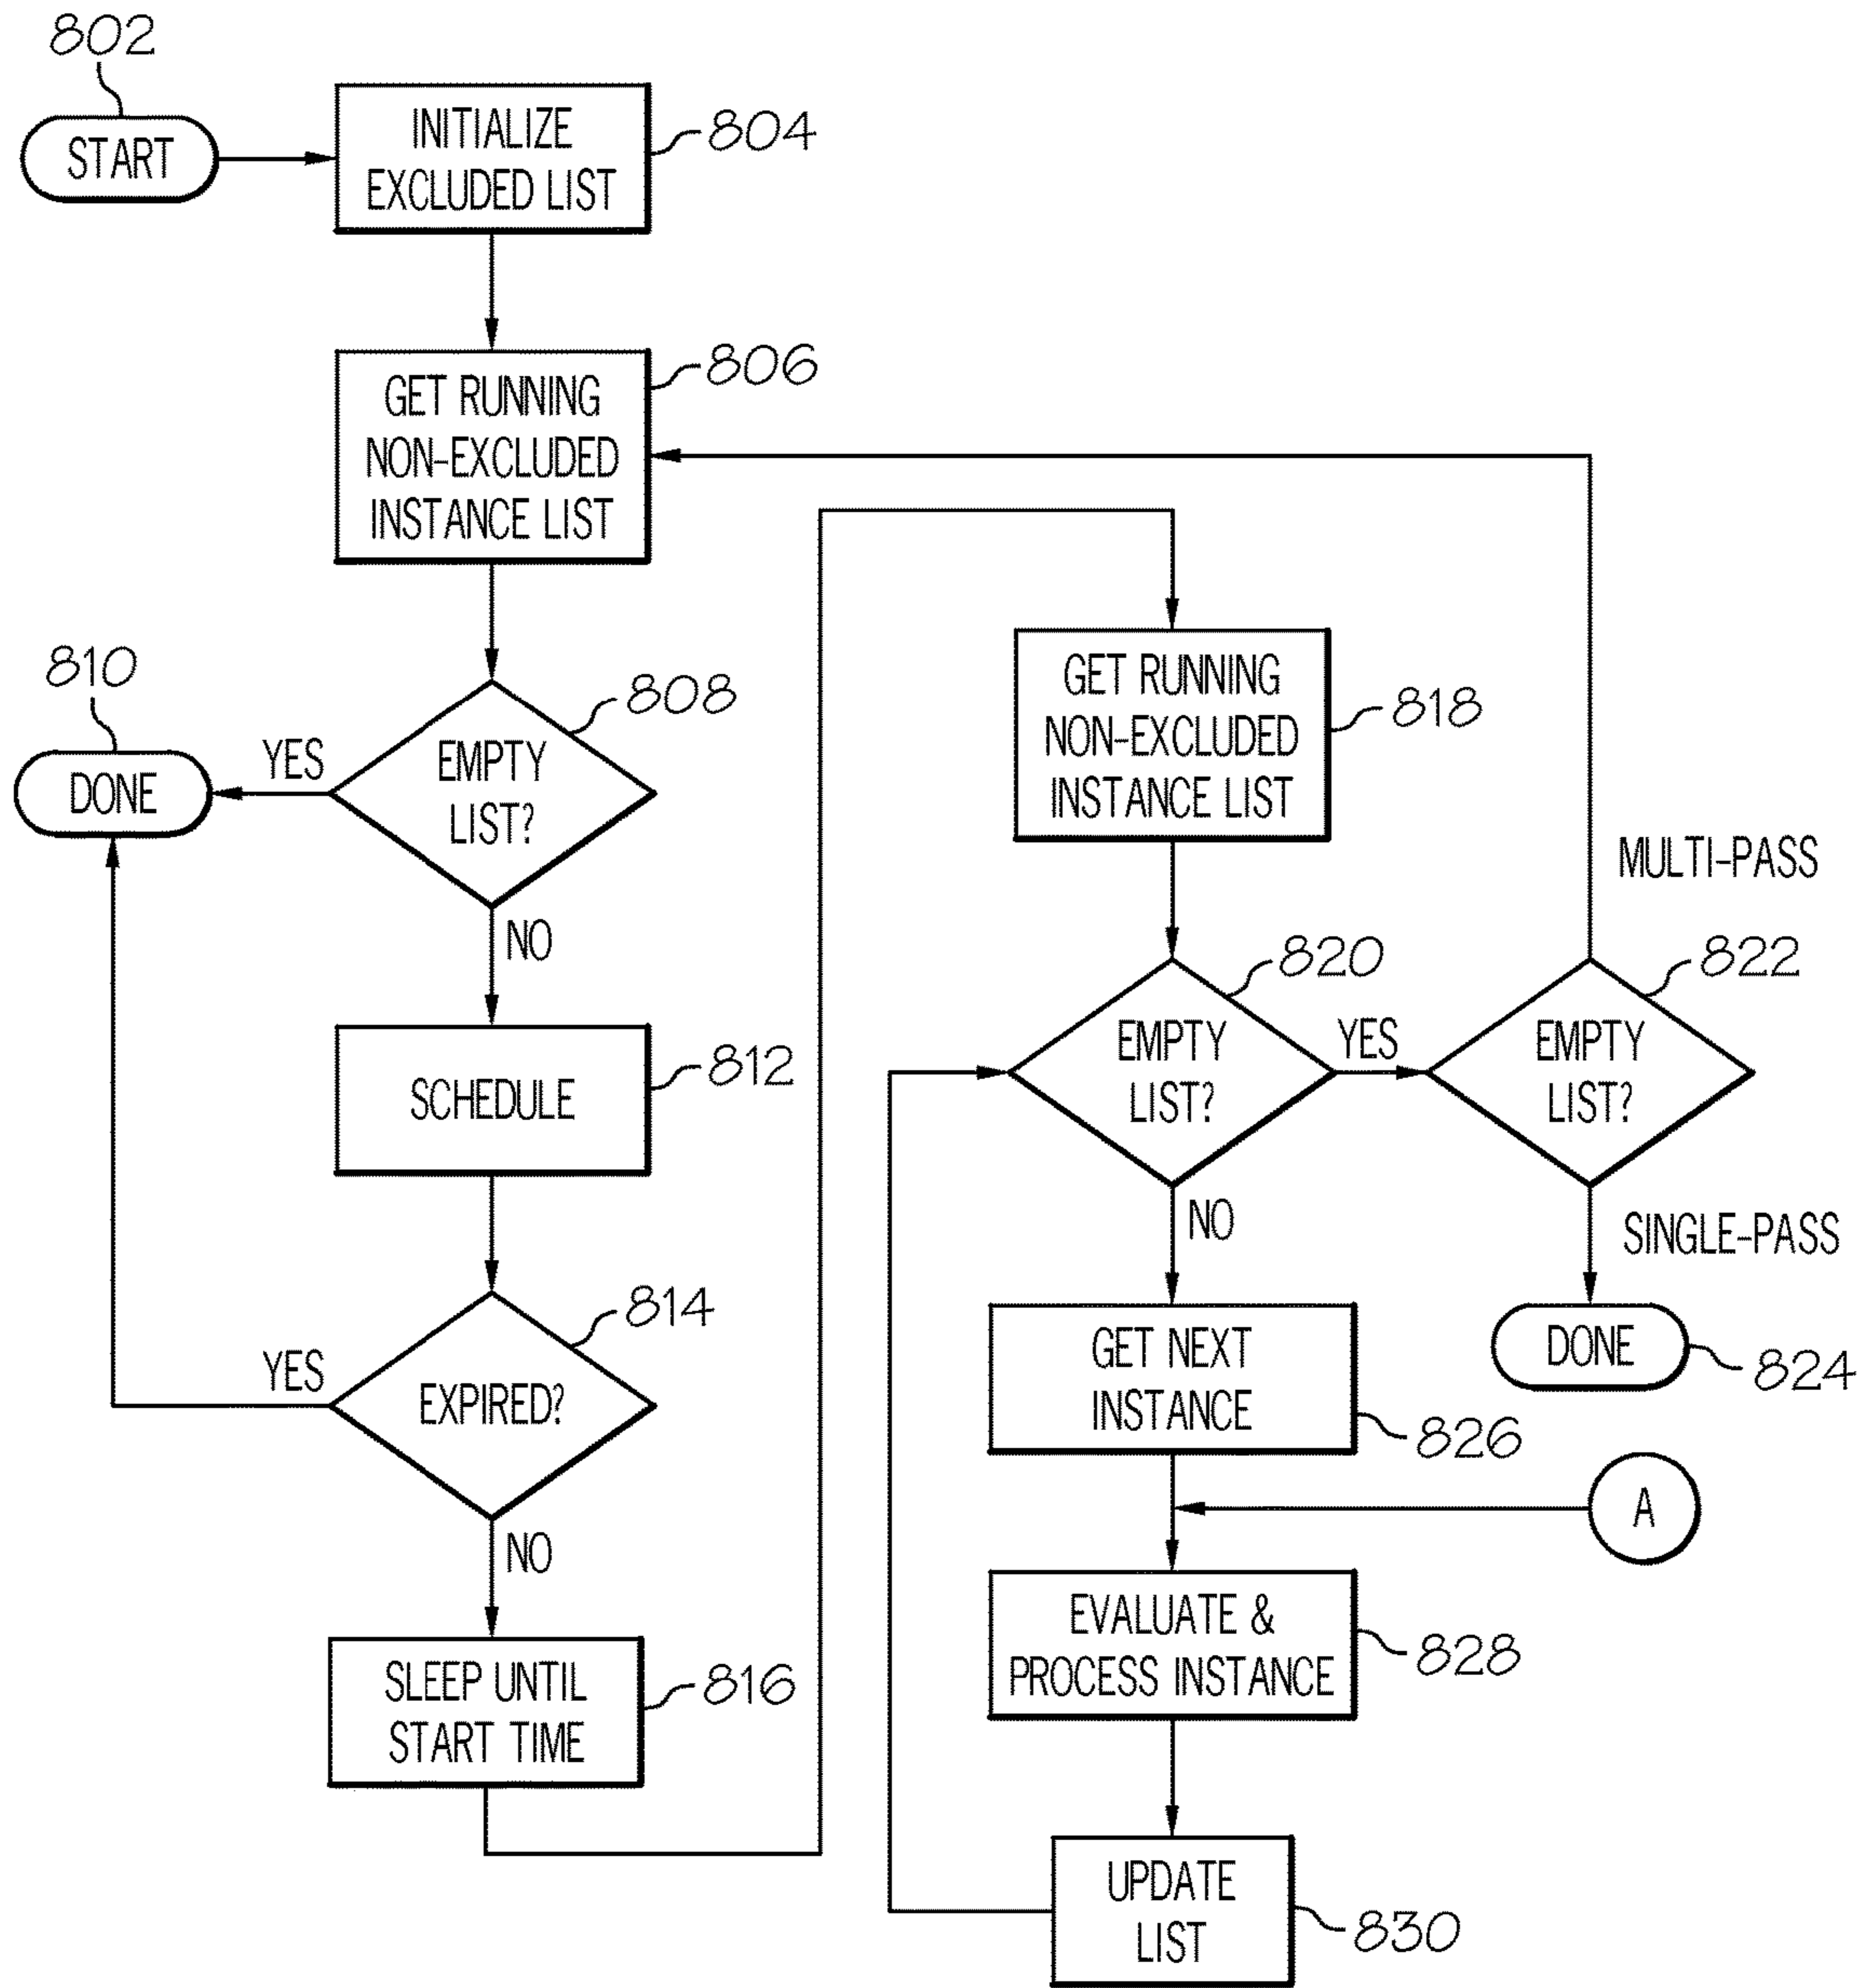 802
START
INITIALIZE
EXCLUDED LIST
804
GET RUNNING
NON-EXCLUDED
INSTANCE LIST
806
810
DONE
YES
EMPTY
LIST?
808
NO
SCHEDULE
812
YES
EXPIRED?
814
NO
SLEEP UNTIL
START TIME
816
GET RUNNING
NON-EXCLUDED
INSTANCE LIST
818
EMPTY
LIST?
820
YES
NO
MULTI-PASS
EMPTY
LIST?
822
SINGLE-PASS
DONE
824
GET NEXT
INSTANCE
826
A
EVALUATE &
PROCESS INSTANCE
828
UPDATE
LIST
830